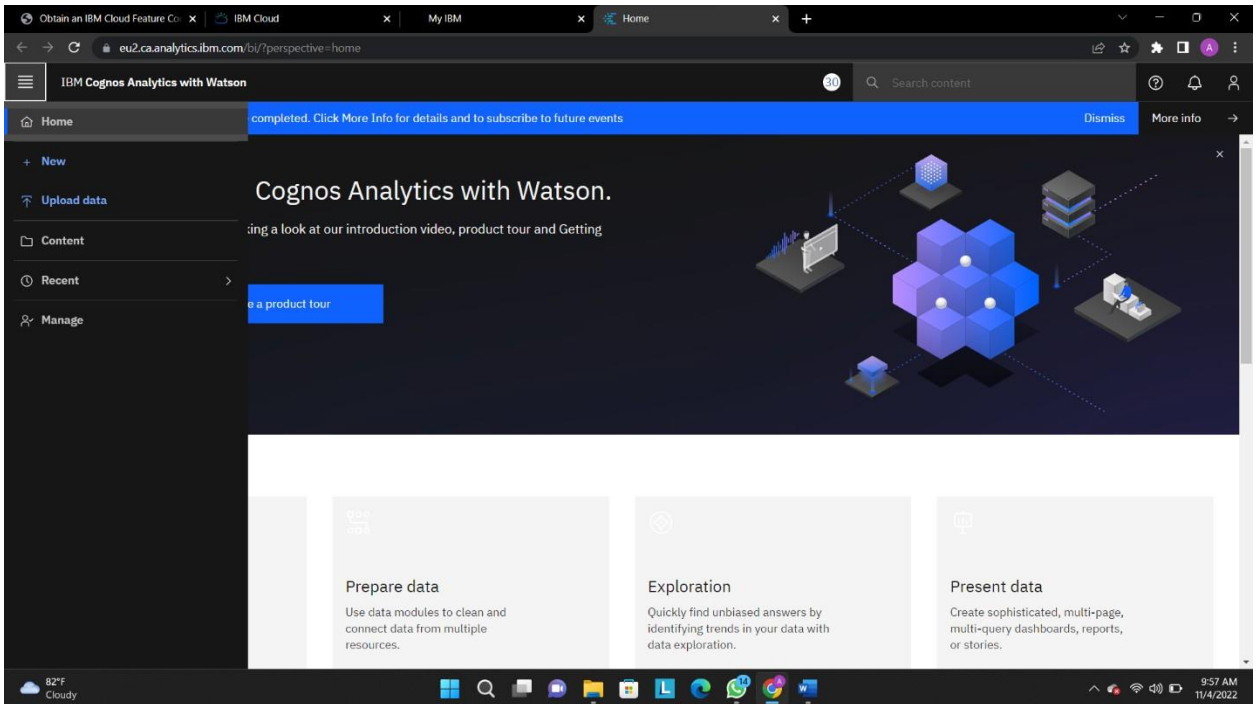 Obtain an IBM Cloud Feature Co
IBM Cloud
My IBM
Home
eu2.ca.analytics.ibm.com/bi/?perspective=home
A
IBM Cognos Analytics with Watson
30
Search content
Home
completed. Click More Info for details and to subscribe to future events
Dismiss
More info
New
Upload data
Content
Recent
Manage
Cognos Analytics with Watson.
king a look at our introduction video, product tour and Getting
e a product tour
Prepare data
Use data modules to clean and
connect data from multiple
resources.
Exploration
Quickly find unbiased answers by
identifying trends in your data with
data exploration.
Present data
Create sophisticated, multi-page,
multi-query dashboards, reports,
or stories.
82°F
Cloudy
L
14
A
W
9:57 AM
11/4/2022